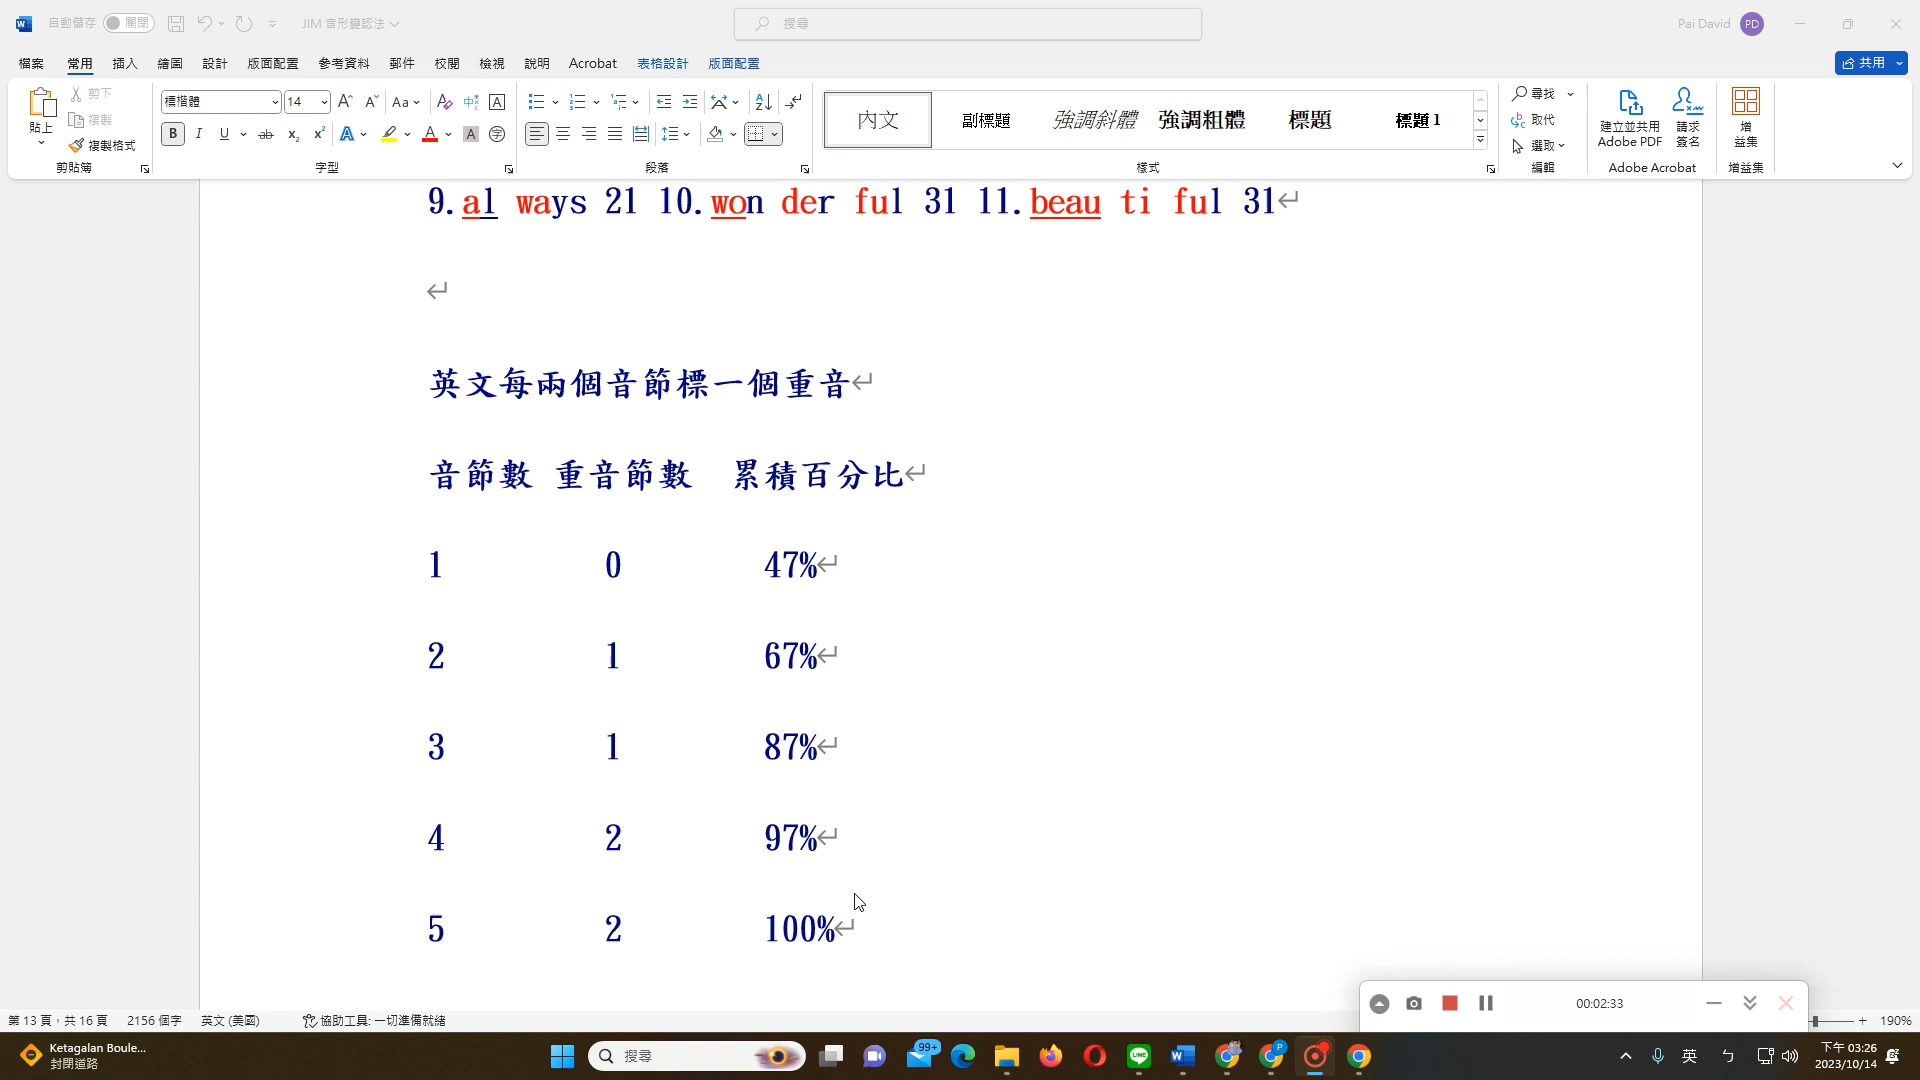 自動儲存 關閉 JIM 音形變認法 搜尋 Pai David PD
檔案 常用 插入 繪圖 設計 版面配置 參考資料 郵件 校閱 檢視 說明 Acrobat 表格設計 版面配置 共用
貼上 剪下 複製 複製格式 剪貼簿
標楷體 14 字型
段落
內文 副標題 強調斜體 強調粗體 標題 標題 1 樣式
尋找 取代 選取 編輯
建立並共用 Adobe PDF 請求 簽名 Adobe Acrobat
增益集 增益集
9.al ways 21 10.won der ful 31 11.beau ti ful 31
英文每兩個音節標一個重音
音節數 重音節數 累積百分比
1 0 47%
2 1 67%
3 1 87%
4 2 97%
5 2 100%
00:02:33
第 13 頁，共 16 頁 2156 個字 英文 (美國) 協助工具: 一切準備就緒 190%
Ketagalan Boule...
封閉道路
搜尋
99+
英
下午 03:26
2023/10/14